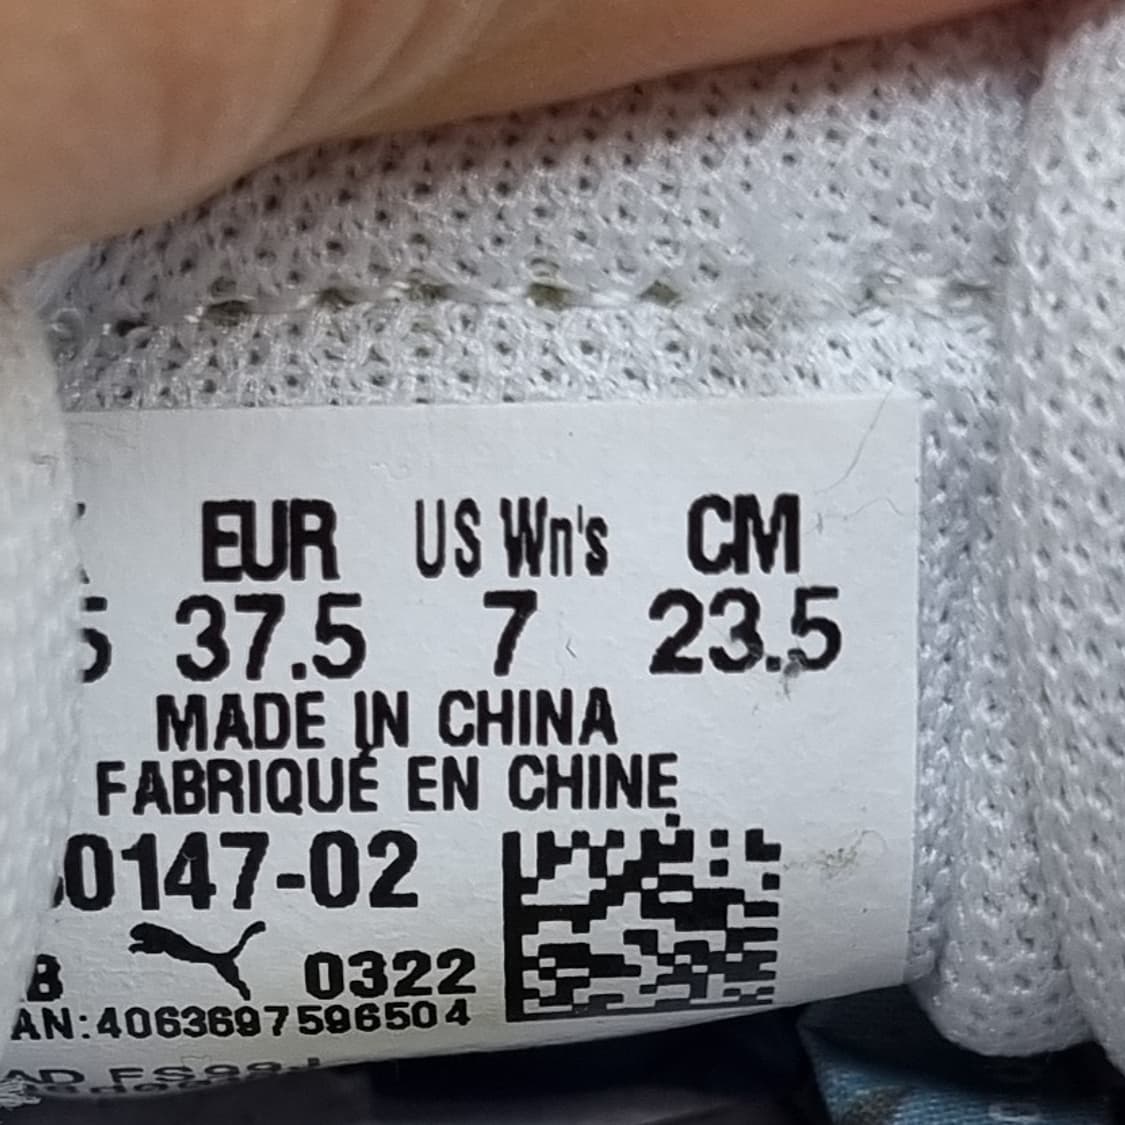 EUR US Wn's CM
5 37.5 7 23.5
MADE IN CHINA
FABRIQUÉ EN CHINE
0147-02
B 0322
AN:4063697596504